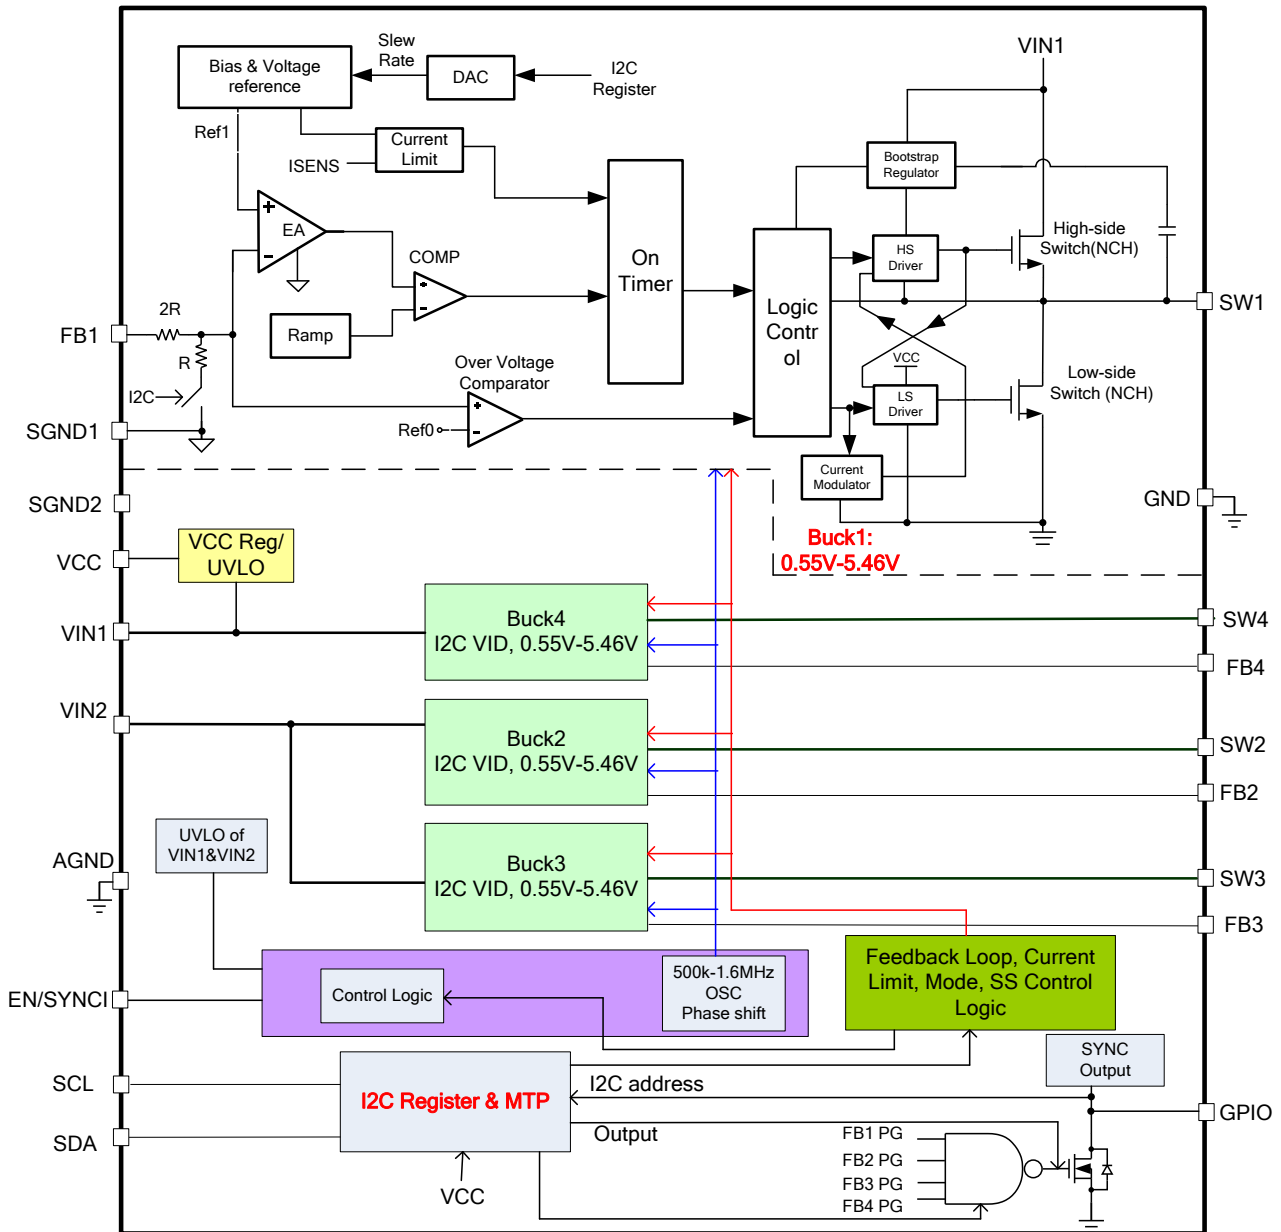 VIN1
Slew
Rate
Bias & Voltage
reference
DAC
I2C
Register
Ref1
Current
Limit
ISENS
Bootstrap
Regulator
EA
COMP
On
Timer
HS
Driver
High-side
Switch(NCH)
2R
FB1
R
Ramp
Logic
Contr
ol
SW1
I2C
Over Voltage
Comparator
VCC
LS
Driver
Low-side
Switch (NCH)
SGND1
Ref0
Current
Modulator
SGND2
GND
VCC
VCC Reg/
UVLO
Buck1:
0.55V-5.46V
VIN1
Buck4
I2C VID, 0.55V-5.46V
SW4
FB4
VIN2
Buck2
I2C VID, 0.55V-5.46V
SW2
FB2
UVLO of
VIN1&VIN2
AGND
Buck3
I2C VID, 0.55V-5.46V
SW3
FB3
EN/SYNCI
Control Logic
500k-1.6MHz
OSC
Phase shift
Feedback Loop, Current
Limit, Mode, SS Control
Logic
SYNC
Output
SCL
I2C Register & MTP
I2C address
GPIO
SDA
Output
FB1 PG
FB2 PG
FB3 PG
FB4 PG
VCC